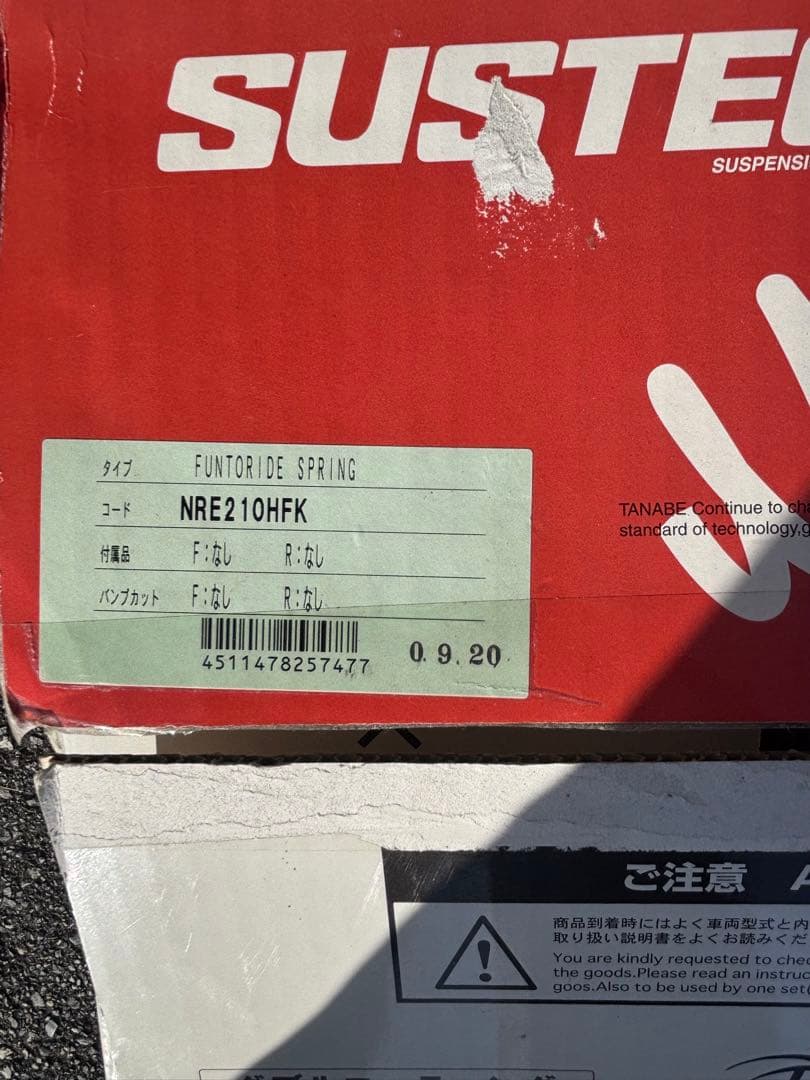 SUSTE
SUSPENSI
タイプ FUNTORIDE SPRING
コード NRE210HFK
付属品 F:なし R:なし
バンプカット F:なし R:なし
4511478257477
0.9.20
TANABE Continue to
standard of technology,
ご注意
商品到着時にはよく車両型式と内
取り扱い説明書をよくお読みくだ
You are kindly requested to
the goods.Please read an
goos.Also to be used by one set(